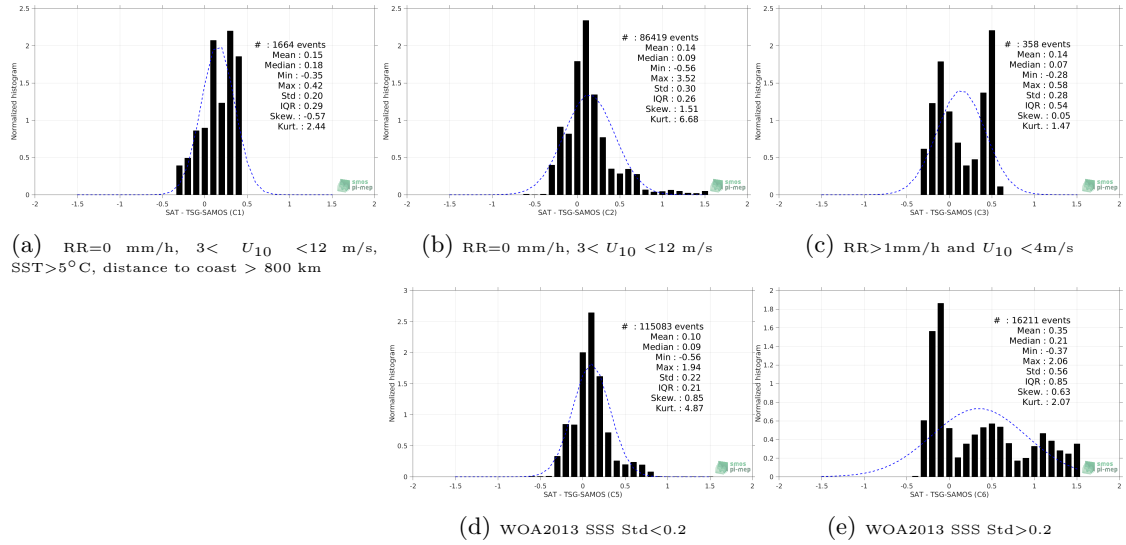 2.5
2
1.5
1
0.5
0
Normalized histogram
# : 1664 events
Mean : 0.15
Median : 0.18
Min : -0.35
Max : 0.42
Std : 0.20
IQR : 0.29
Skew. : -0.57
Kurt. : 2.44
smos
pi-mep
-2 -1.5 -1 -0.5 0 0.5 1 1.5 2
SAT - TSG-SAMOS (C1)
(a) RR=0 mm/h, 3< U10 <12 m/s,
SST>5°C, distance to coast > 800 km
2.5
2
1.5
1
0.5
0
Normalized histogram
# : 86419 events
Mean : 0.14
Median : 0.09
Min : -0.56
Max : 3.52
Std : 0.30
IQR : 0.26
Skew. : 1.51
Kurt. : 6.68
smos
pi-mep
-2 -1.5 -1 -0.5 0 0.5 1 1.5 2
SAT - TSG-SAMOS (C2)
(b) RR=0 mm/h, 3< U10 <12 m/s
2.5
2
1.5
1
0.5
0
Normalized histogram
# : 358 events
Mean : 0.14
Median : 0.07
Min : -0.28
Max : 0.58
Std : 0.28
IQR : 0.54
Skew. : 0.05
Kurt. : 1.47
smos
pi-mep
-2 -1.5 -1 -0.5 0 0.5 1 1.5 2
SAT - TSG-SAMOS (C3)
(c) RR>1mm/h and U10 <4m/s
3
2.5
2
1.5
1
0.5
0
Normalized histogram
# : 115083 events
Mean : 0.10
Median : 0.09
Min : -0.56
Max : 1.94
Std : 0.22
IQR : 0.21
Skew. : 0.85
Kurt. : 4.87
smos
pi-mep
-2 -1.5 -1 -0.5 0 0.5 1 1.5 2
SAT - TSG-SAMOS (C5)
(d) WOA2013 SSS Std<0.2
2
1.8
1.6
1.4
1.2
1
0.8
0.6
0.4
0.2
0
Normalized histogram
# : 16211 events
Mean : 0.35
Median : 0.21
Min : -0.37
Max : 2.06
Std : 0.56
IQR : 0.85
Skew. : 0.63
Kurt. : 2.07
smos
pi-mep
-2 -1.5 -1 -0.5 0 0.5 1 1.5 2
SAT - TSG-SAMOS (C6)
(e) WOA2013 SSS Std>0.2